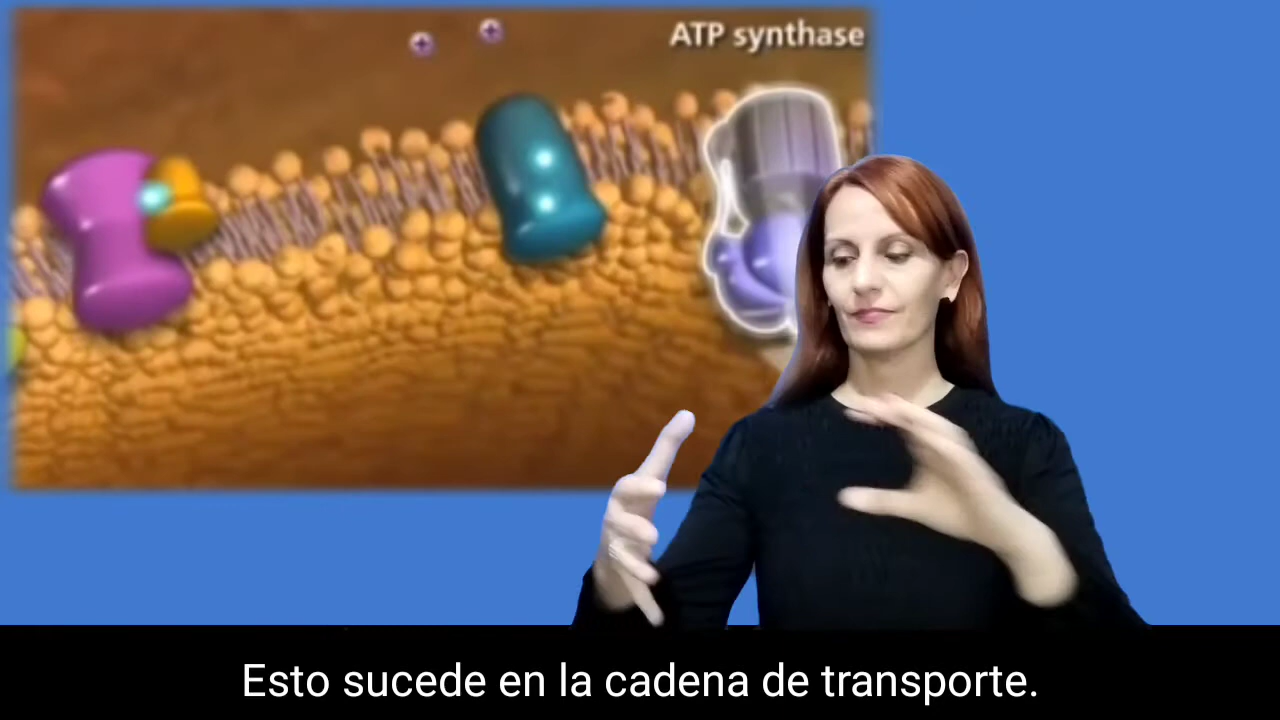 ATP synthase
Esto sucede en la cadena de transporte.